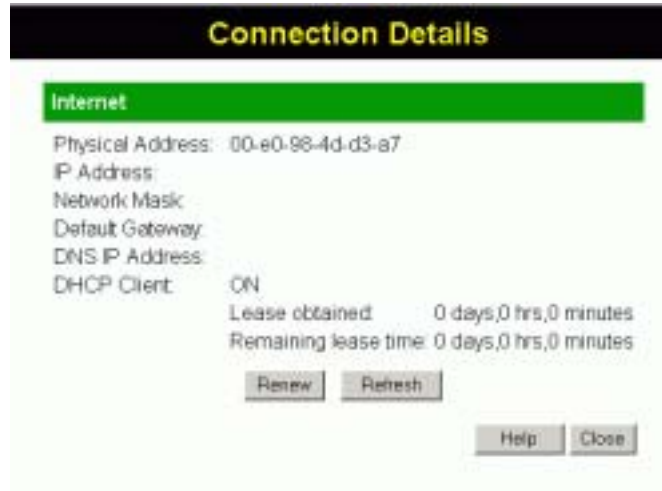 Connection Details
Internet
Physical Address: 00-e0-98-4d-d3-a7
IP Address:
Network Mask:
Default Gateway:
DNS IP Address:
DHCP Client: ON
Lease obtained: 0 days,0 hrs,0 minutes
Remaining lease time: 0 days,0 hrs,0 minutes
Renew Refresh
Help Close